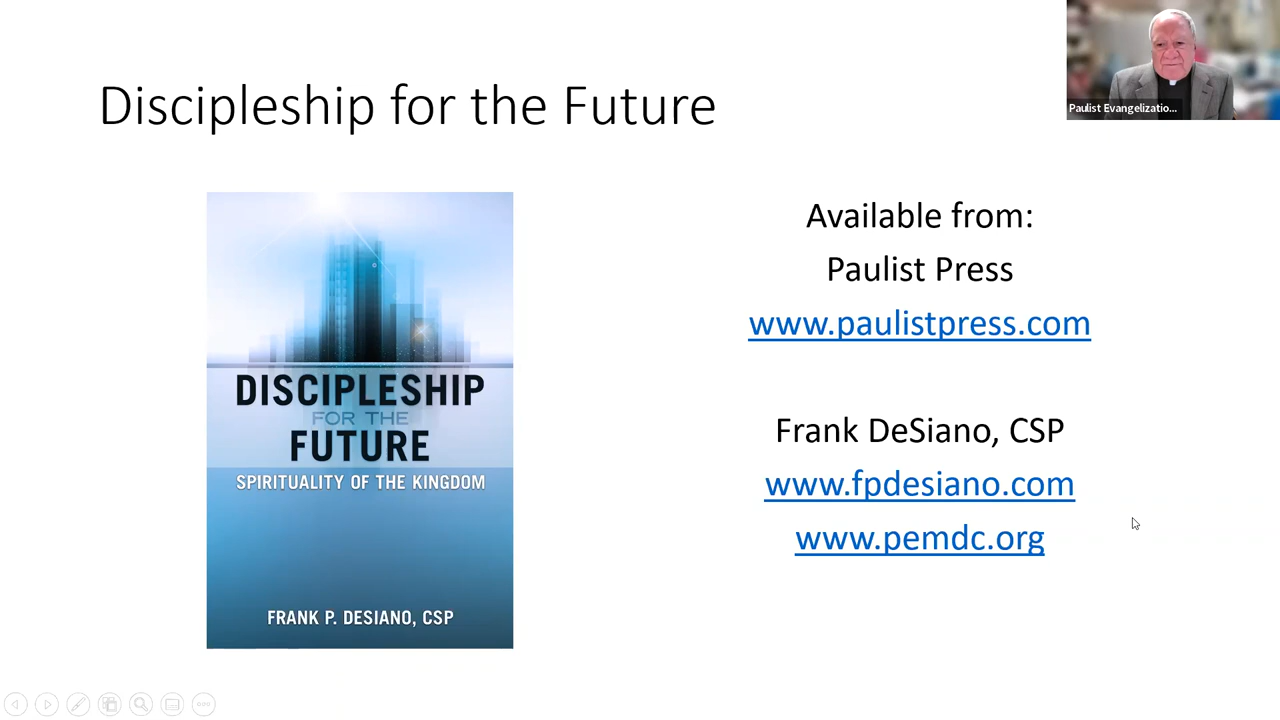 Discipleship for the Future
Paulist Evangelizatio...
DISCIPLESHIP
FOR THE
FUTURE
SPIRITUALITY OF THE KINGDOM
FRANK P. DESIANO, CSP
Available from:
Paulist Press
www.paulistpress.com
Frank DeSiano, CSP
www.fpdesiano.com
www.pemdc.org